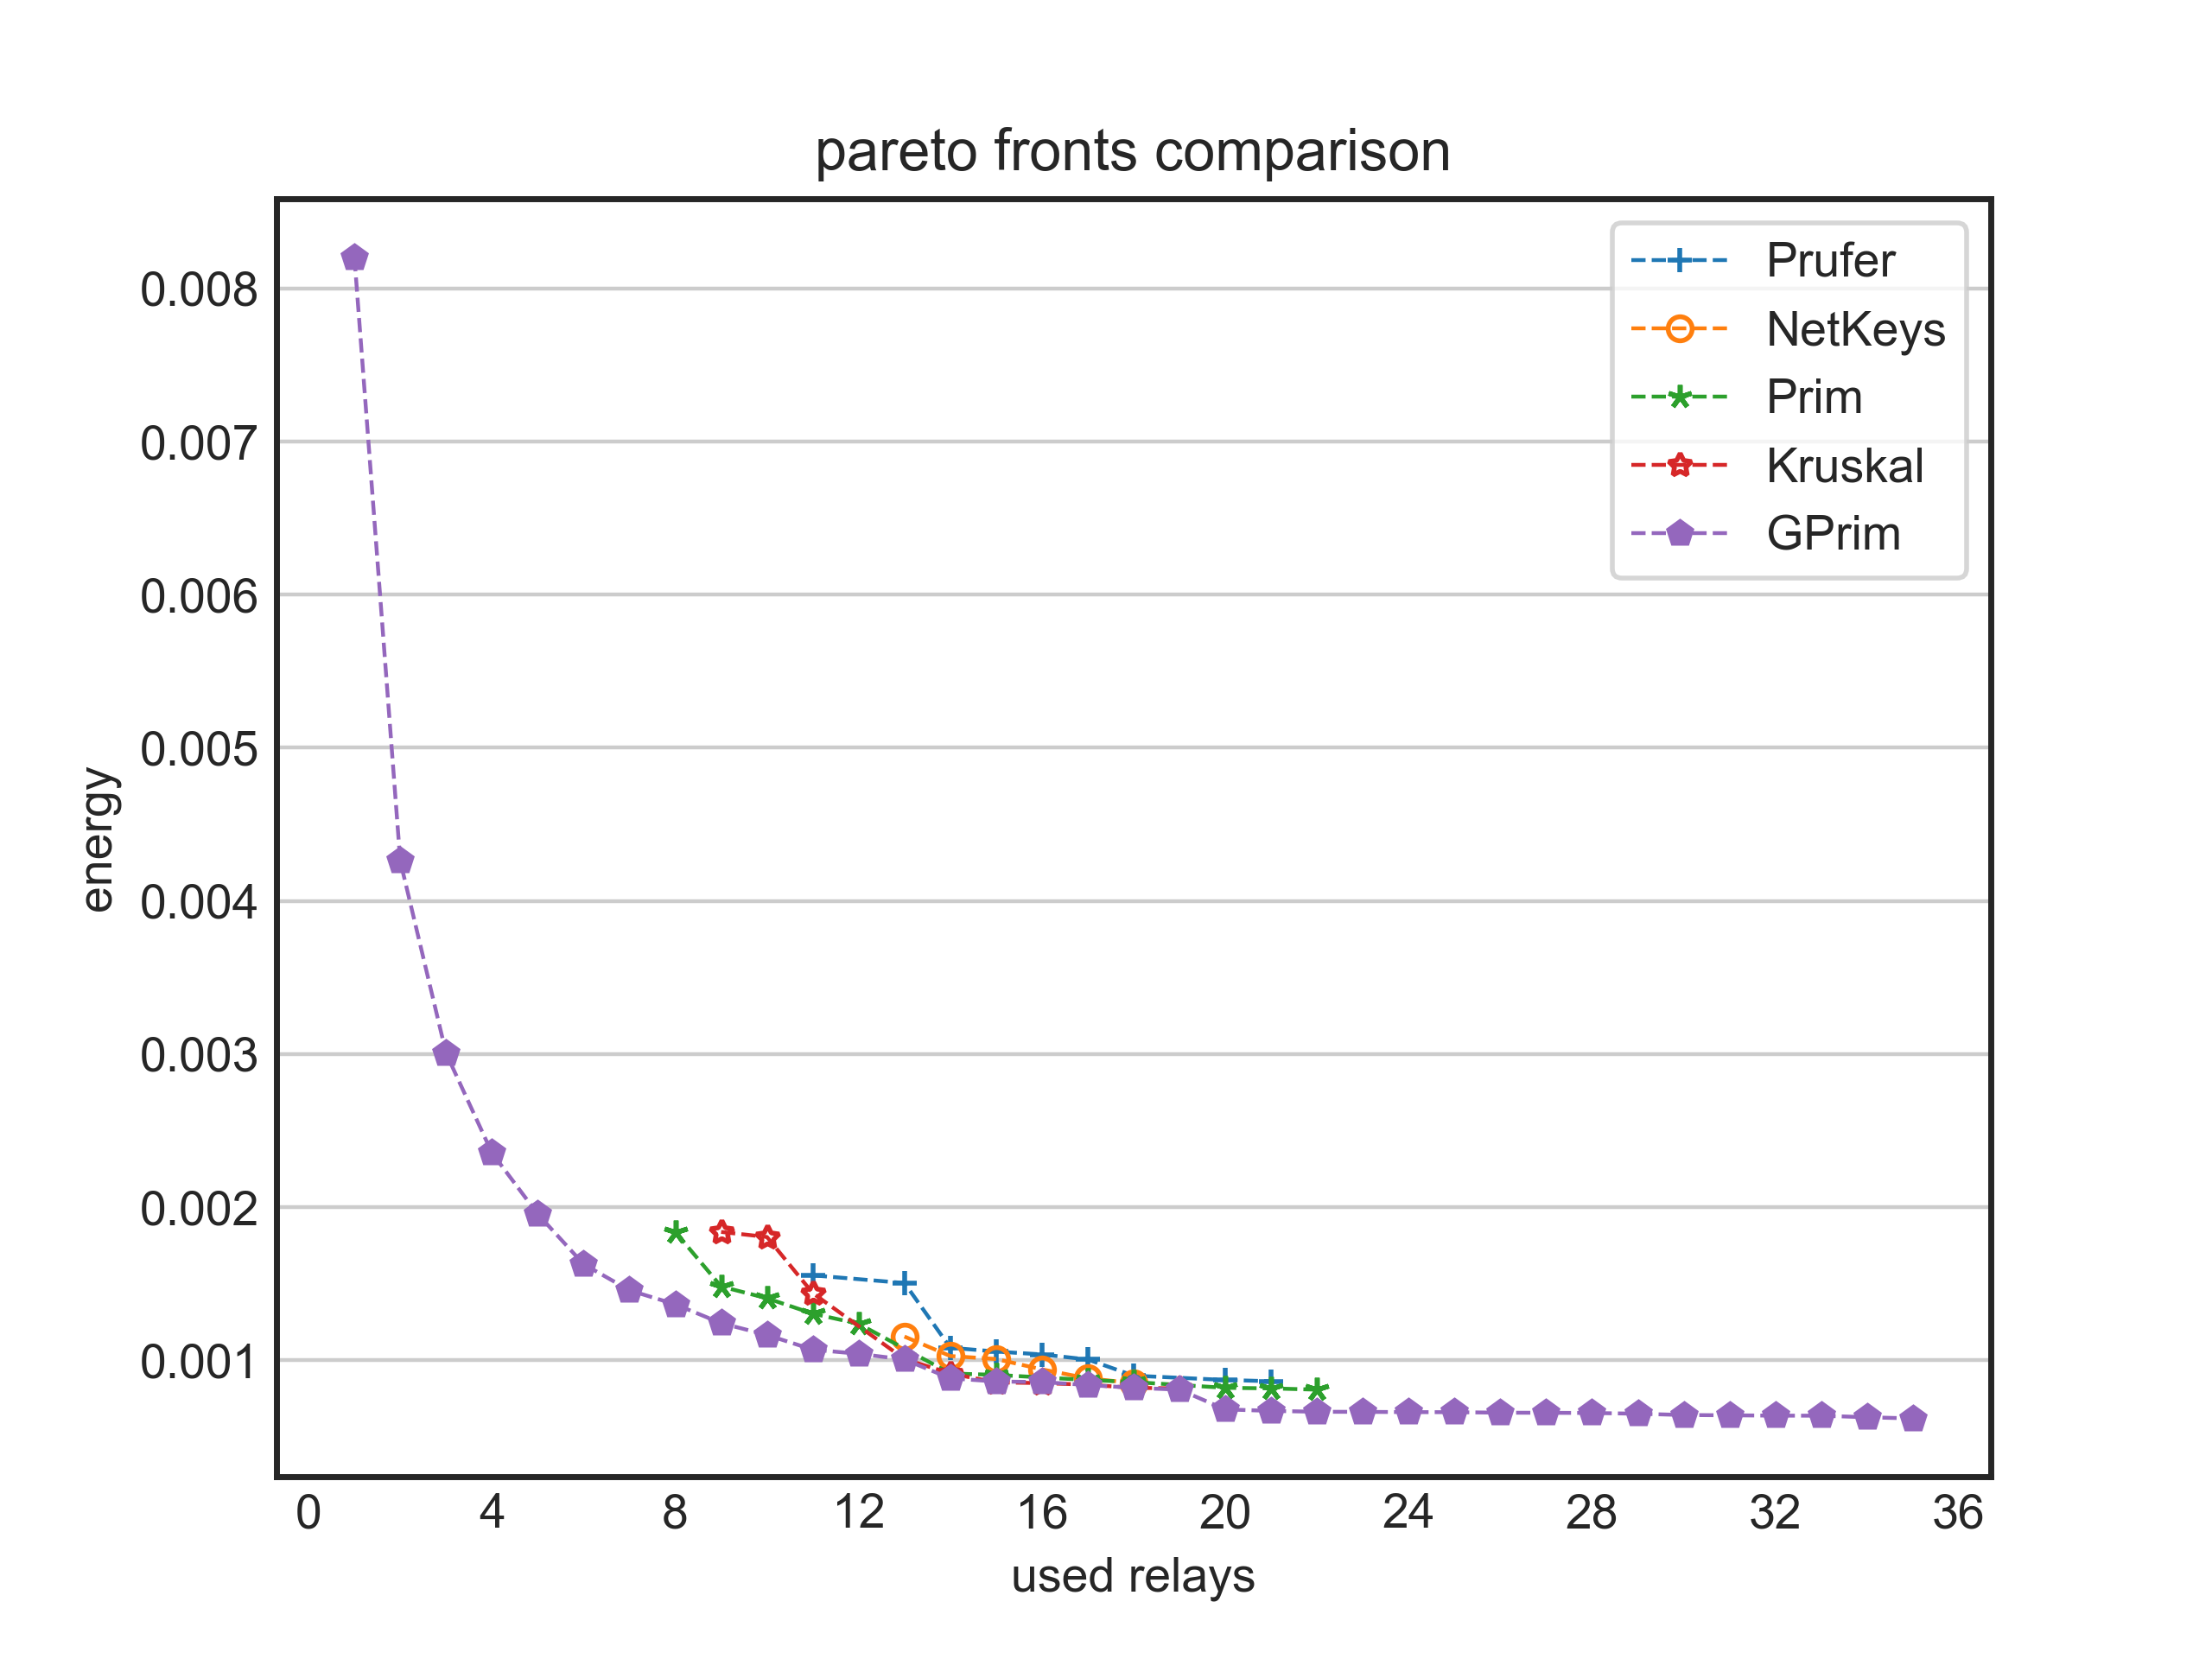 pareto fronts comparison
Prufer
NetKeys
Prim
Kruskal
GPrim
0.008
0.007
0.006
0.005
0.004
0.003
0.002
0.001
energy
0 4 8 12 16 20 24 28 32 36
used relays